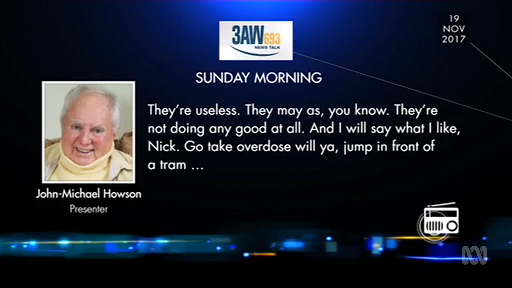 3AW693
NEWS TALK
19
NOV
2017
SUNDAY MORNING
They're useless. They may as, you know. They're
not doing any good at all. And I will say what I like,
Nick. Go take overdose will ya, jump in front of
a tram ...
John-Michael Howson
Presenter